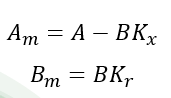 A_m = A − BK_x
B_m = BK_r